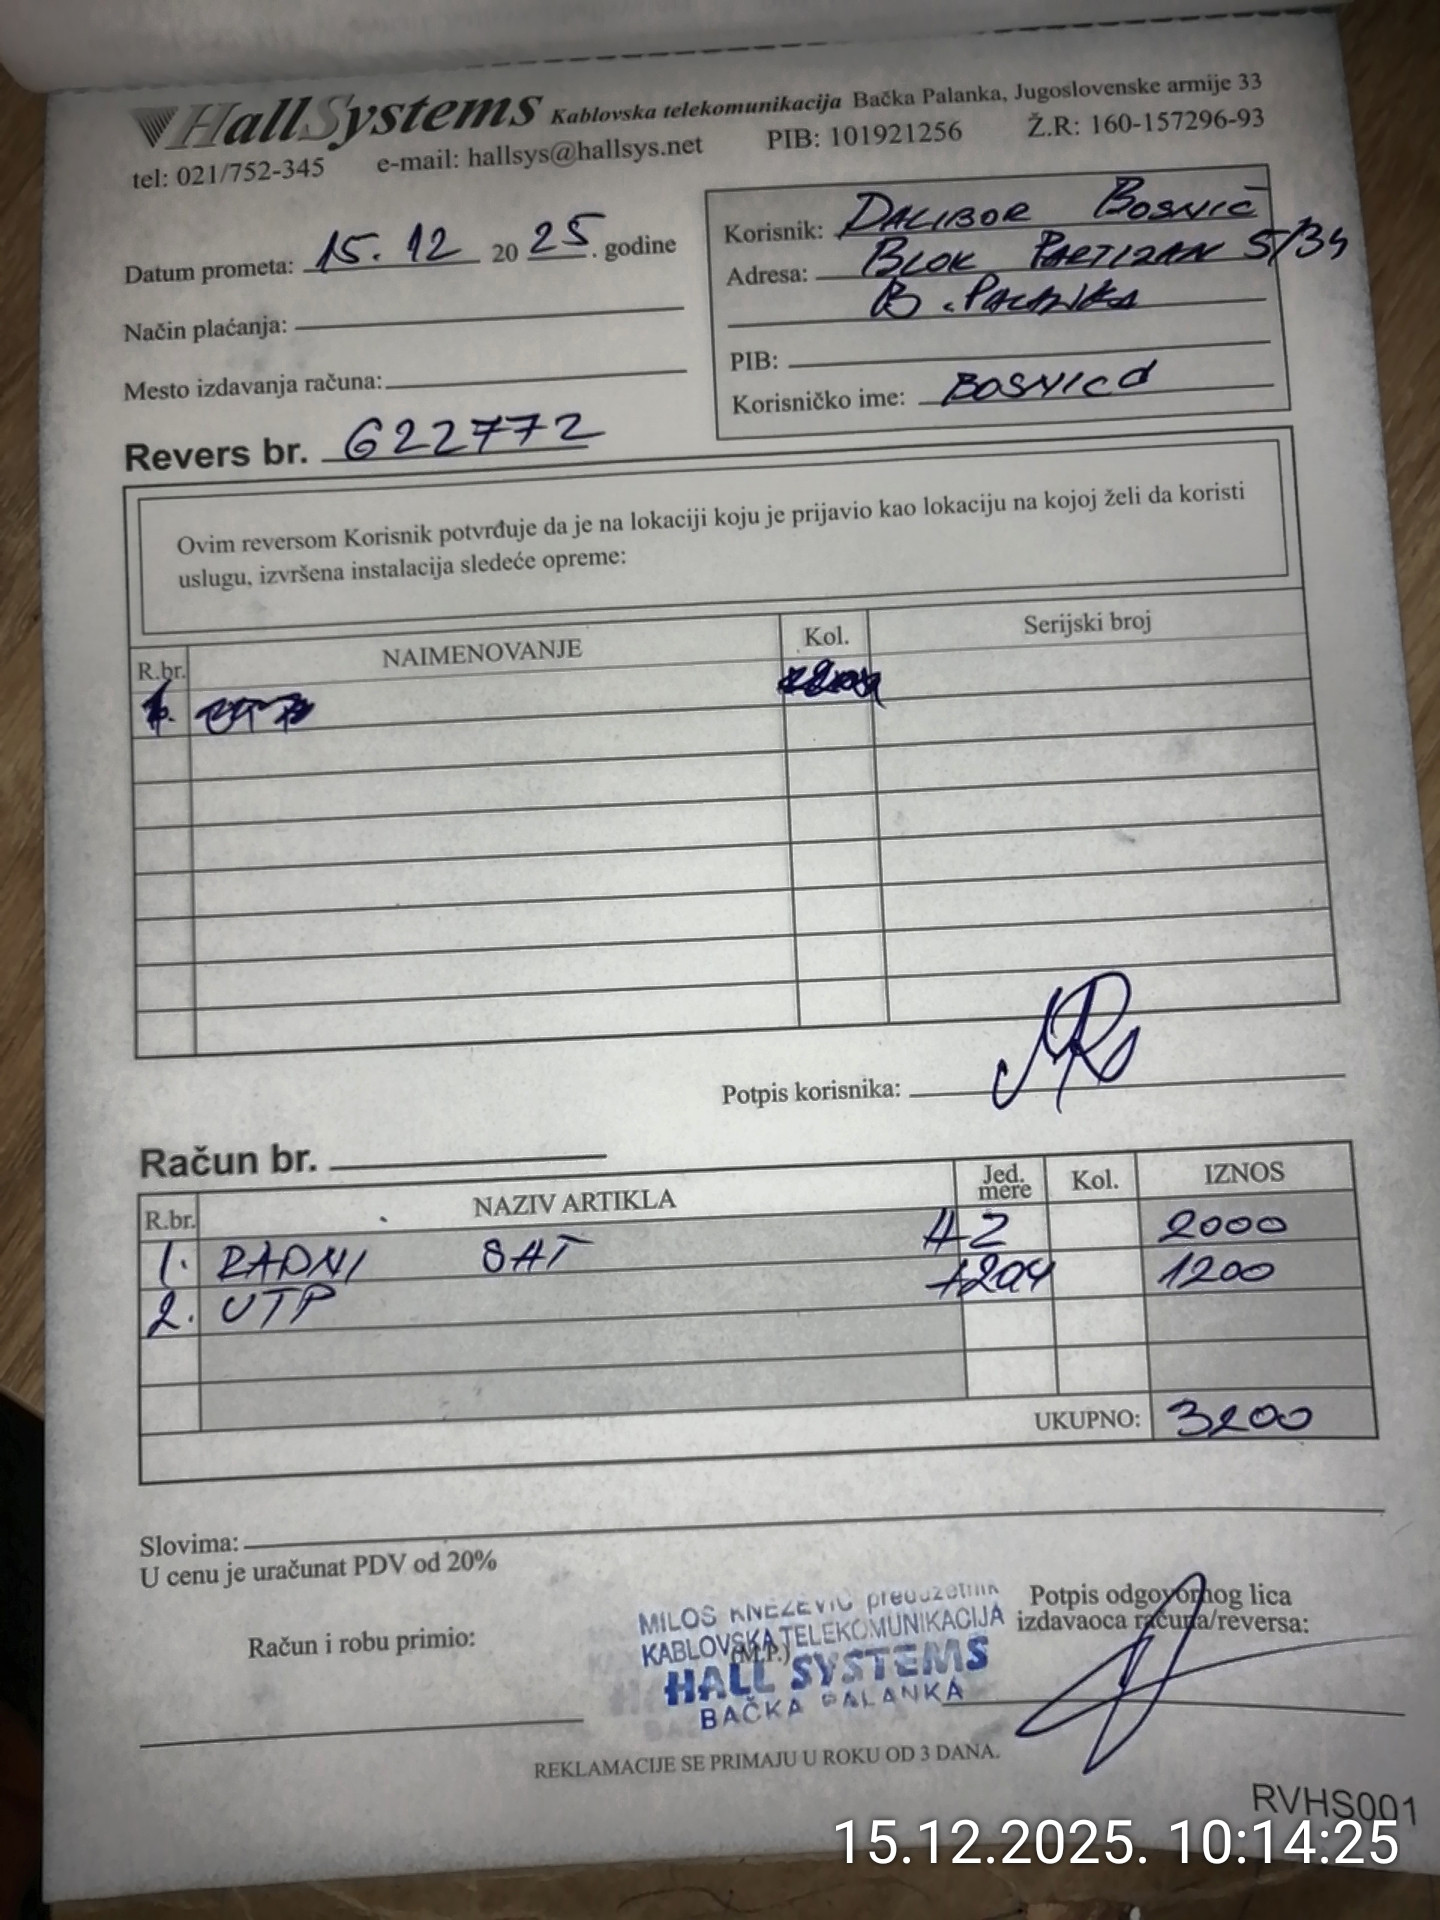 HallSystems Kablovska telekomunikacija Bačka Palanka, Jugoslovenske armije 33
tel: 021/752-345 e-mail: hallsys@hallsys.net PIB: 101921256 Ž.R: 160-157296-93
Datum prometa: 15.12 2025. godine
Način plaćanja:
Mesto izdavanja računa:
Korisnik: DALIBOR BOSNIĆ
Adresa: BLOK PARTIZAN 5/34
B. PALANKA
PIB:
Korisničko ime: BOSNICD
Revers br. 622772
Ovim reversom Korisnik potvrđuje da je na lokaciji koju je prijavio kao lokaciju na kojoj želi da koristi
uslugu, izvršena instalacija sledeće opreme:
R.br. NAIMENOVANJE Kol. Serijski broj
Potpis korisnika:
Račun br.
R.br. NAZIV ARTIKLA Jed. mere Kol. IZNOS
1. RADNI SAT 2 2000
2. UTP 1200
UKUPNO: 3200
Slovima:
U cenu je uračunat PDV od 20%
Račun i robu primio:
MILOŠ KNEŽEVIĆ preduzetnik
KABLOVSKA TELEKOMUNIKACIJA
(M.P.)
HALL SYSTEMS
BAČKA PALANKA
Potpis odgovornog lica
izdavaoca računa/reversa:
REKLAMACIJE SE PRIMAJU U ROKU OD 3 DANA.
RVHS001
15.12.2025. 10:14:25